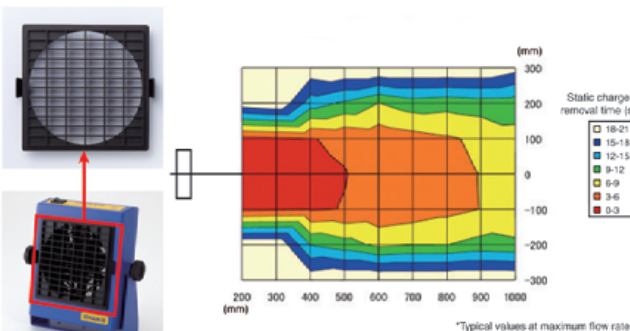 (mm)
300
200
100
0
-100
-200
-300
200 300 400 500 600 700 800 900 1000
(mm)
Static charge
removal time (s
18-21
15-18
12-15
9-12
6-9
3-6
0-3
*Typical values at maximum flow rate